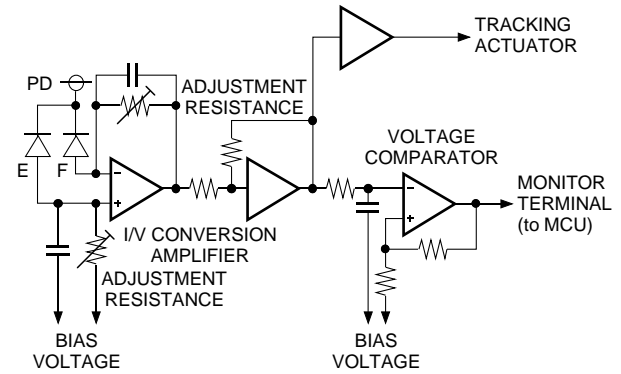 TRACKING
ACTUATOR
PD
ADJUSTMENT
RESISTANCE
VOLTAGE
COMPARATOR
E
F
−
+
−
+
MONITOR
TERMINAL
(to MCU)
I/V CONVERSION
AMPLIFIER
ADJUSTMENT
RESISTANCE
BIAS
VOLTAGE
BIAS
VOLTAGE